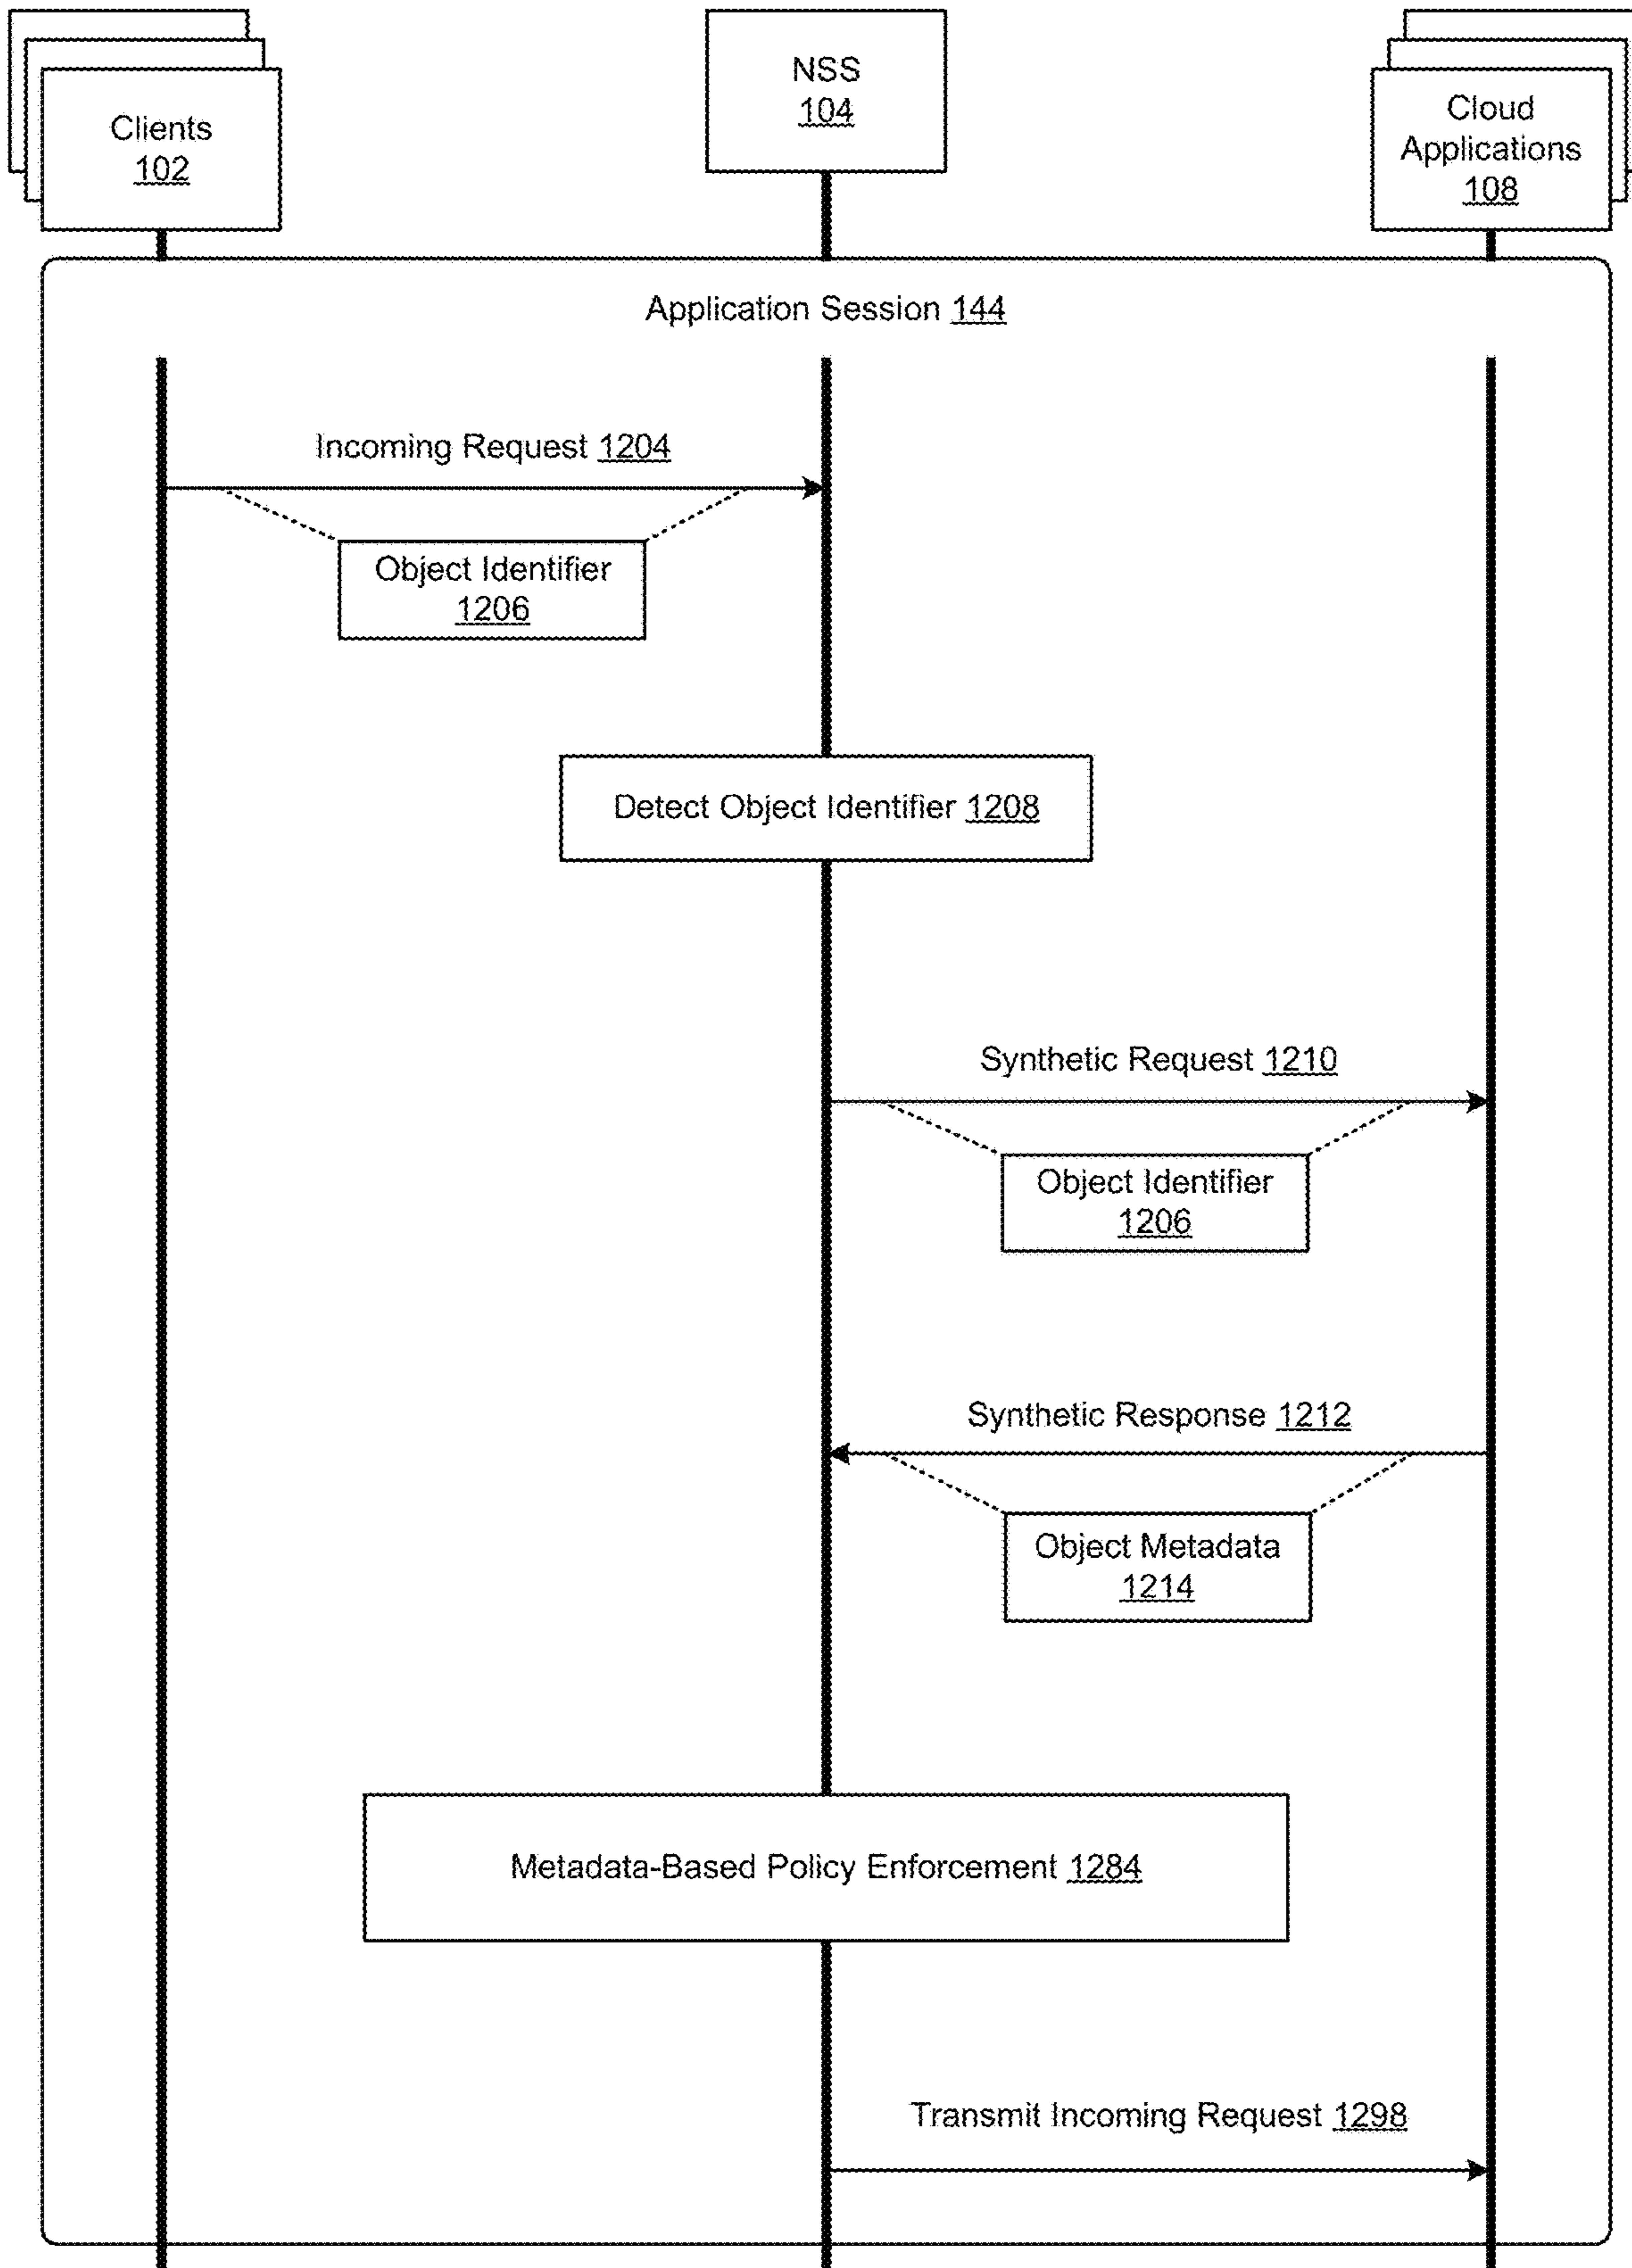 NSS
104
Clients
102
Cloud
Applications
108
Application Session 144
Incoming Request 1204
Object Identifier
1206
Detect Object Identifier 1208
Synthetic Request 1210
Object Identifier
1206
Synthetic Response 1212
Object Metadata
1214
Metadata-Based Policy Enforcement 1284
Transmit Incoming Request 1298